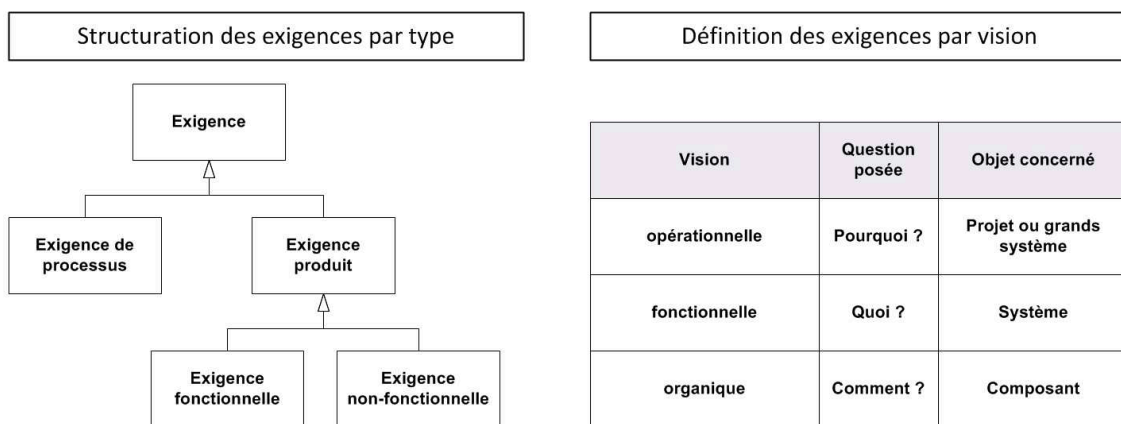 Structuration des exigences par type
Exigence
Exigence de
processus
Exigence
produit
Exigence
fonctionnelle
Exigence
non-fonctionnelle
Définition des exigences par vision
Vision
Question
posée
Objet concerné
opérationnelle
Pourquoi ?
Projet ou grands
système
fonctionnelle
Quoi ?
Système
organique
Comment ?
Composant